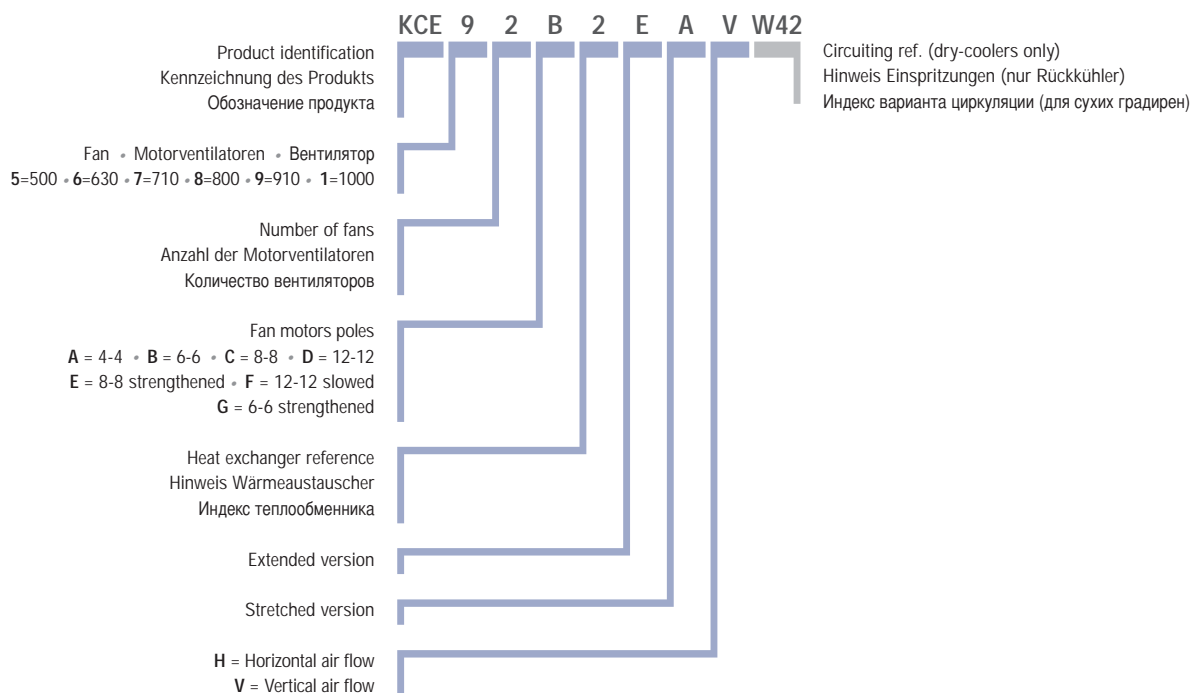 KCE 9 2 B 2 E A V W42
Product identification
Kennzeichnung des Produkts
Обозначение продукта
Circuiting ref. (dry-coolers only)
Hinweis Einspritzungen (nur Rückkühler)
Индекс варианта циркуляции (для сухих градирен)
Fan • Motorventilatoren • Вентилятор
5=500 • 6=630 • 7=710 • 8=800 • 9=910 • 1=1000
Number of fans
Anzahl der Motorventilatoren
Количество вентиляторов
Fan motors poles
A = 4-4 • B = 6-6 • C = 8-8 • D = 12-12
E = 8-8 strengthened • F = 12-12 slowed
G = 6-6 strengthened
Heat exchanger reference
Hinweis Wärmeaustauscher
Индекс теплообменника
Extended version
Stretched version
H = Horizontal air flow
V = Vertical air flow